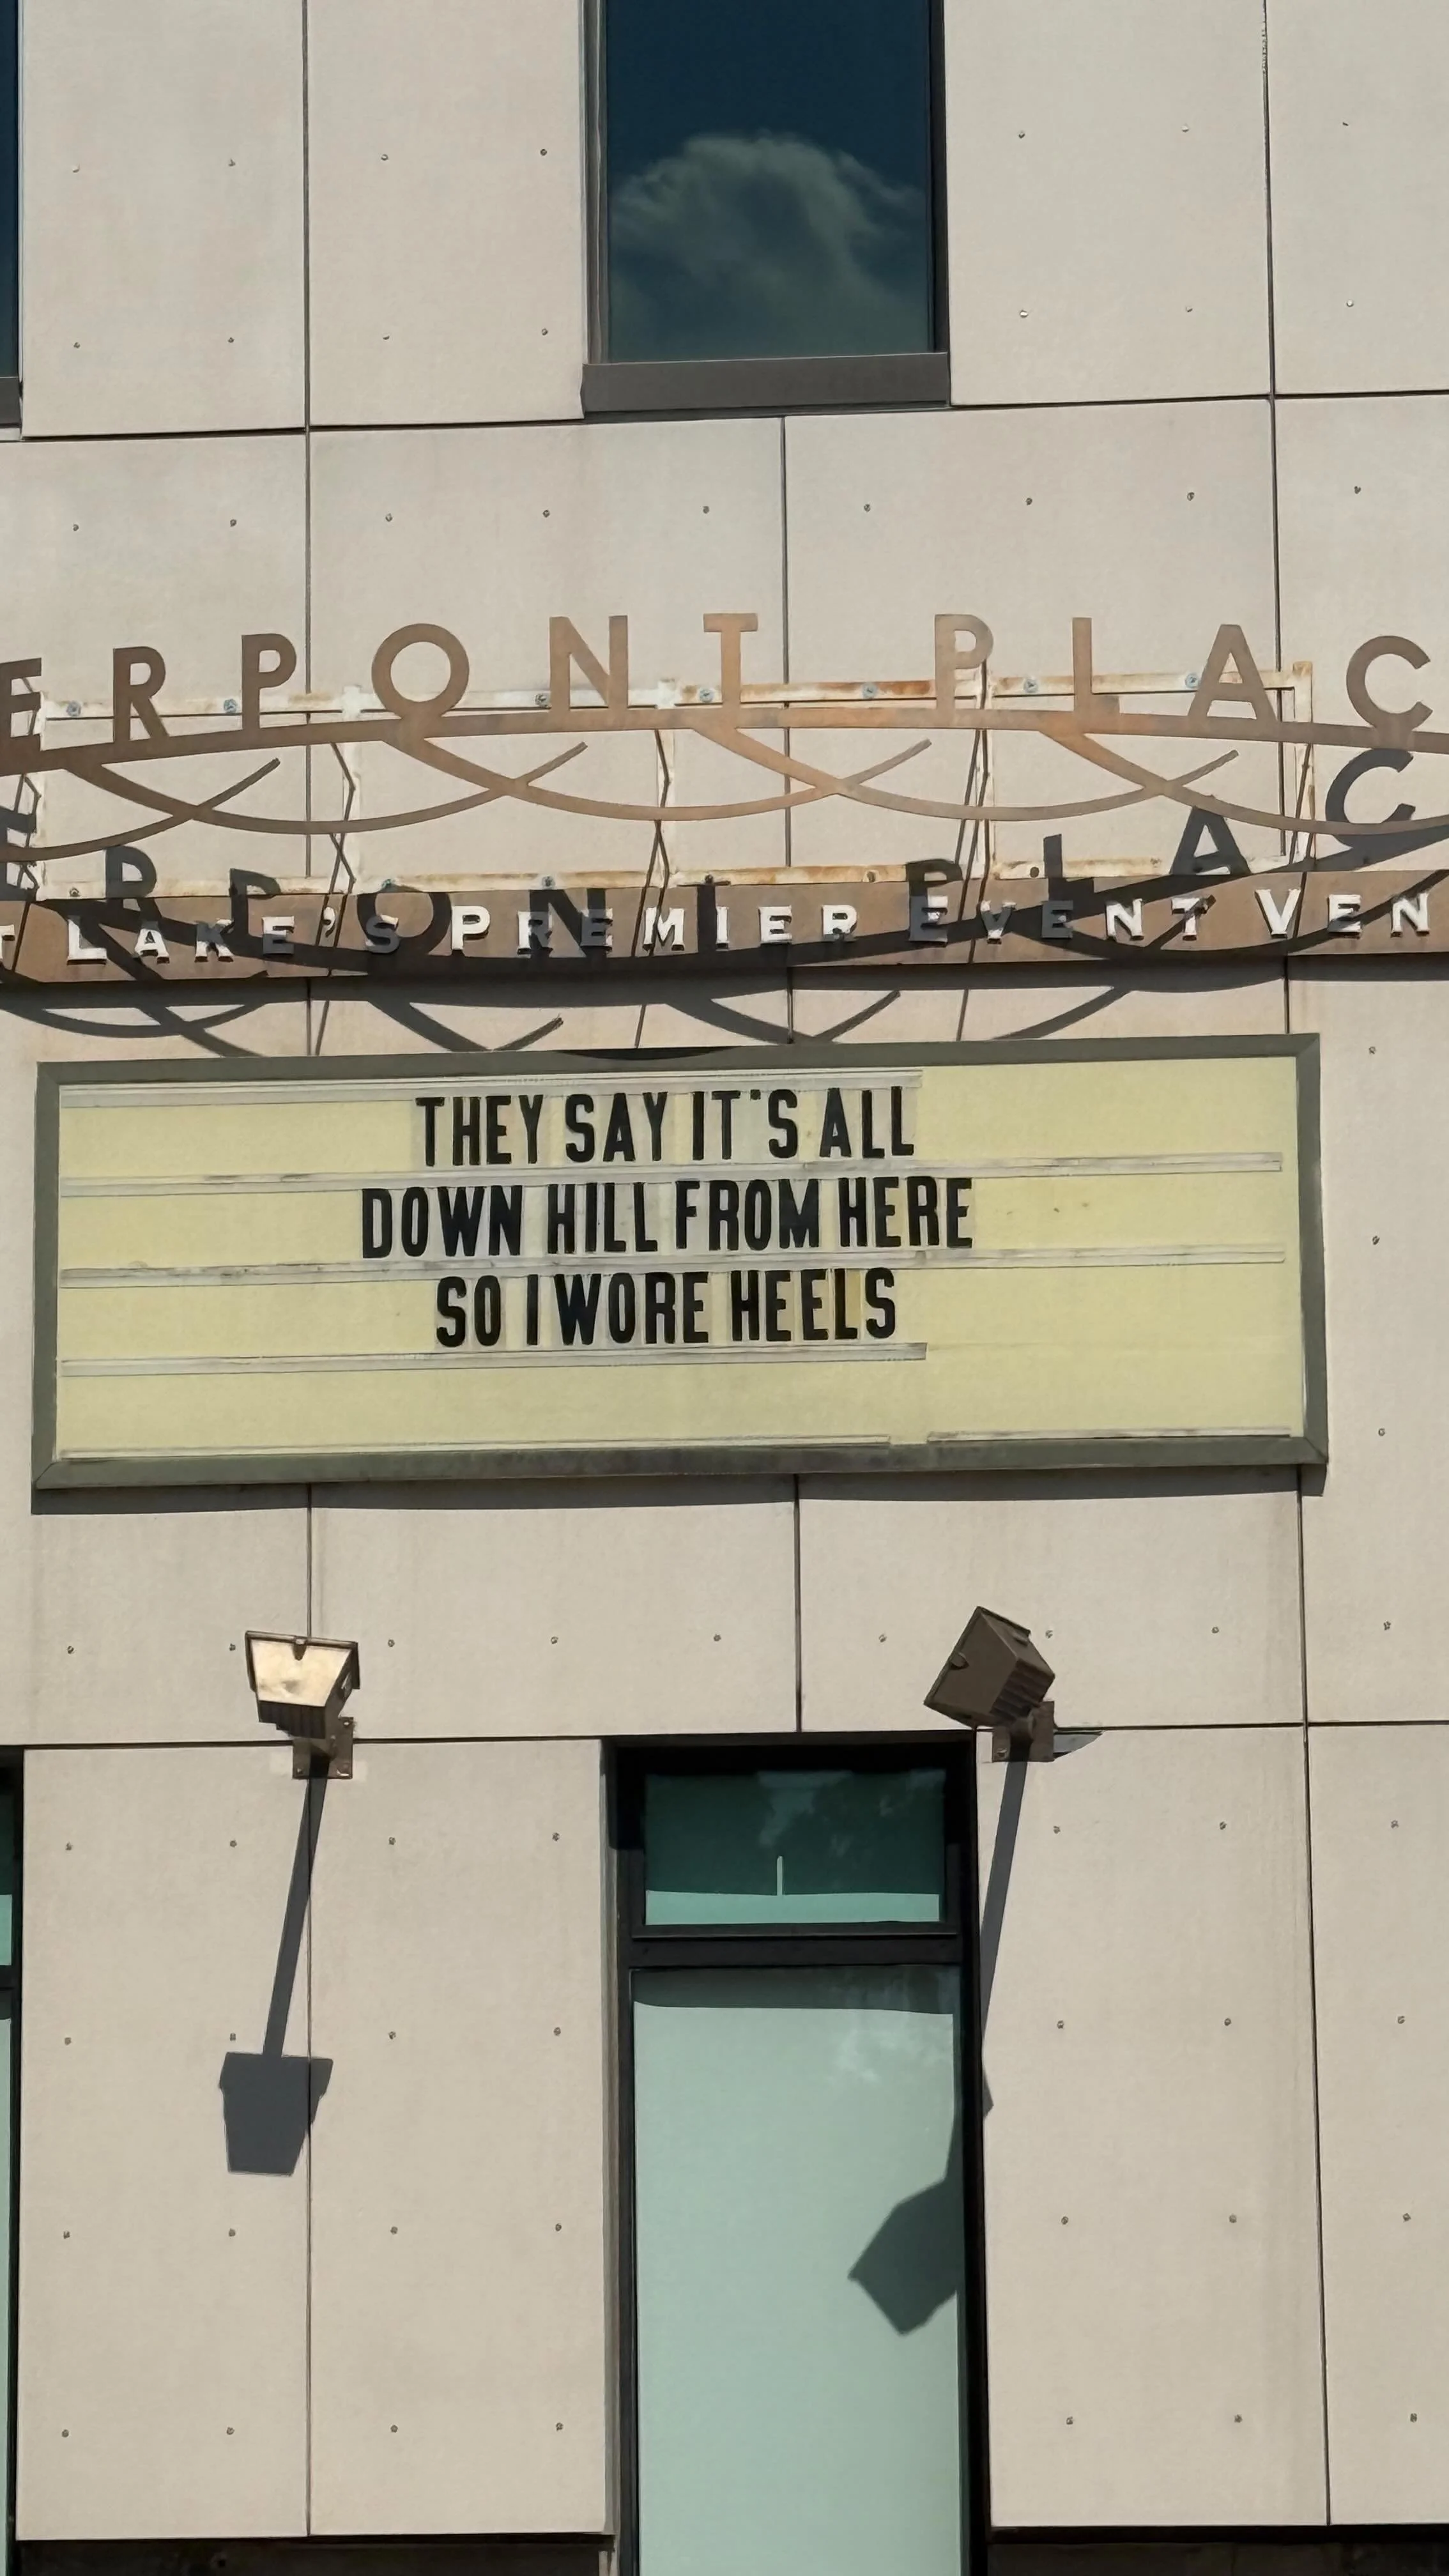 ERPONT PLAC
T LAKE'S PREMIER EVENT VEN
THEY SAY IT'S ALL
DOWN HILL FROM HERE
SO I WORE HEELS